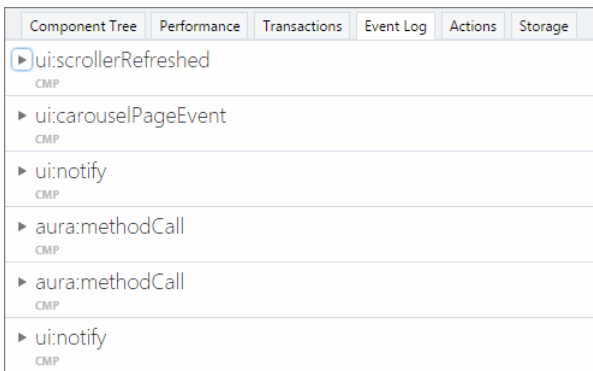 Component Tree Performance Transactions Event Log Actions Storage
ui:scrollerRefreshed
CMP
ui:carouselPageEvent
CMP
ui:notify
CMP
aura:methodCall
CMP
aura:methodCall
CMP
ui:notify
CMP